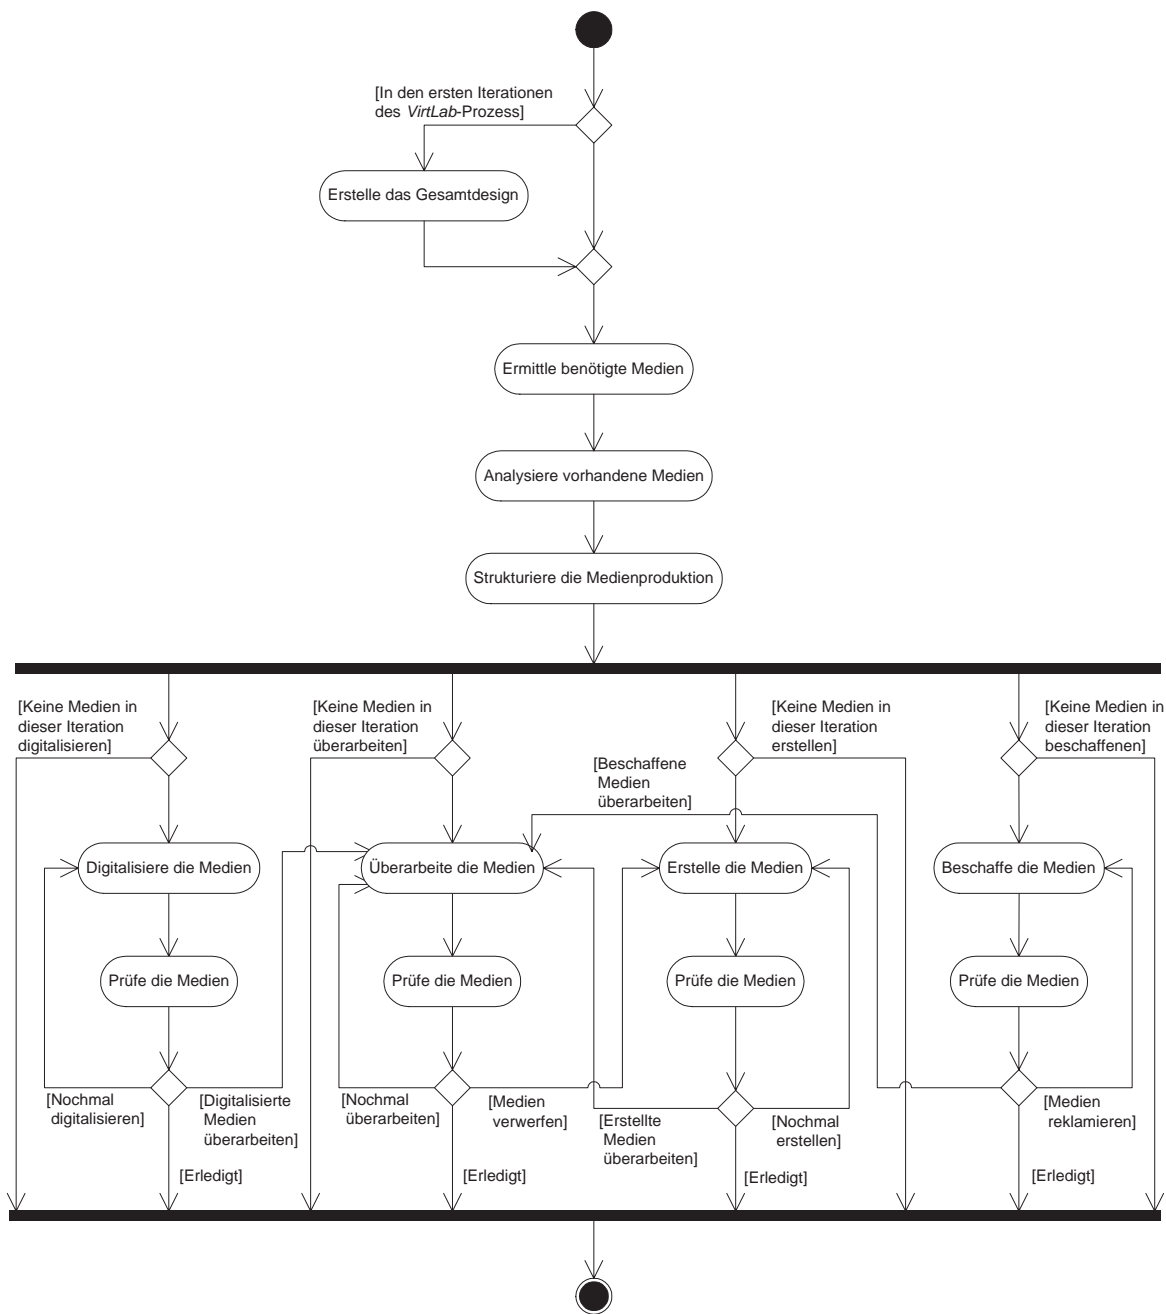 [In den ersten Iterationen
des VirtLab-Prozess]
Erstelle das Gesamtdesign
Ermittle benötigte Medien
Analysiere vorhandene Medien
Strukturiere die Medienproduktion
[Keine Medien in
dieser Iteration
digitalisieren]
[Keine Medien in
dieser Iteration
überarbeiten]
[Keine Medien in
dieser Iteration
erstellen]
[Keine Medien in
dieser Iteration
beschaffenen]
[Beschaffene
Medien
überarbeiten]
Digitalisiere die Medien
Überarbeite die Medien
Erstelle die Medien
Beschaffe die Medien
Prüfe die Medien
Prüfe die Medien
Prüfe die Medien
Prüfe die Medien
[Nochmal
digitalisieren]
[Digitalisierte
Medien
überarbeiten]
[Nochmal
überarbeiten]
[Medien
verwerfen]
[Erstellte
Medien
überarbeiten]
[Nochmal
erstellen]
[Medien
reklamieren]
[Erledigt]
[Erledigt]
[Erledigt]
[Erledigt]